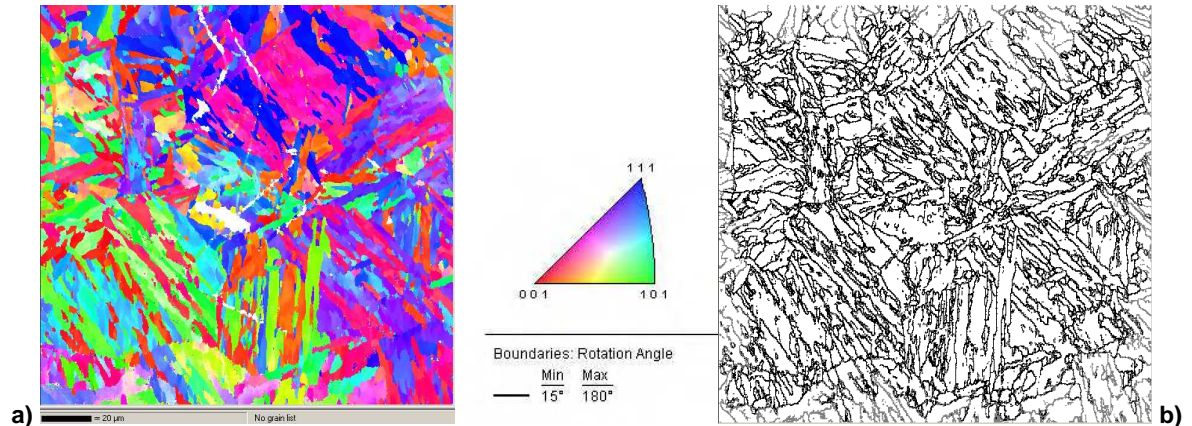 1 1 1
0 0 1
1 0 1
Boundaries: Rotation Angle
Min Max
15° 180°
a)
= 20 µm
No grain list
b)